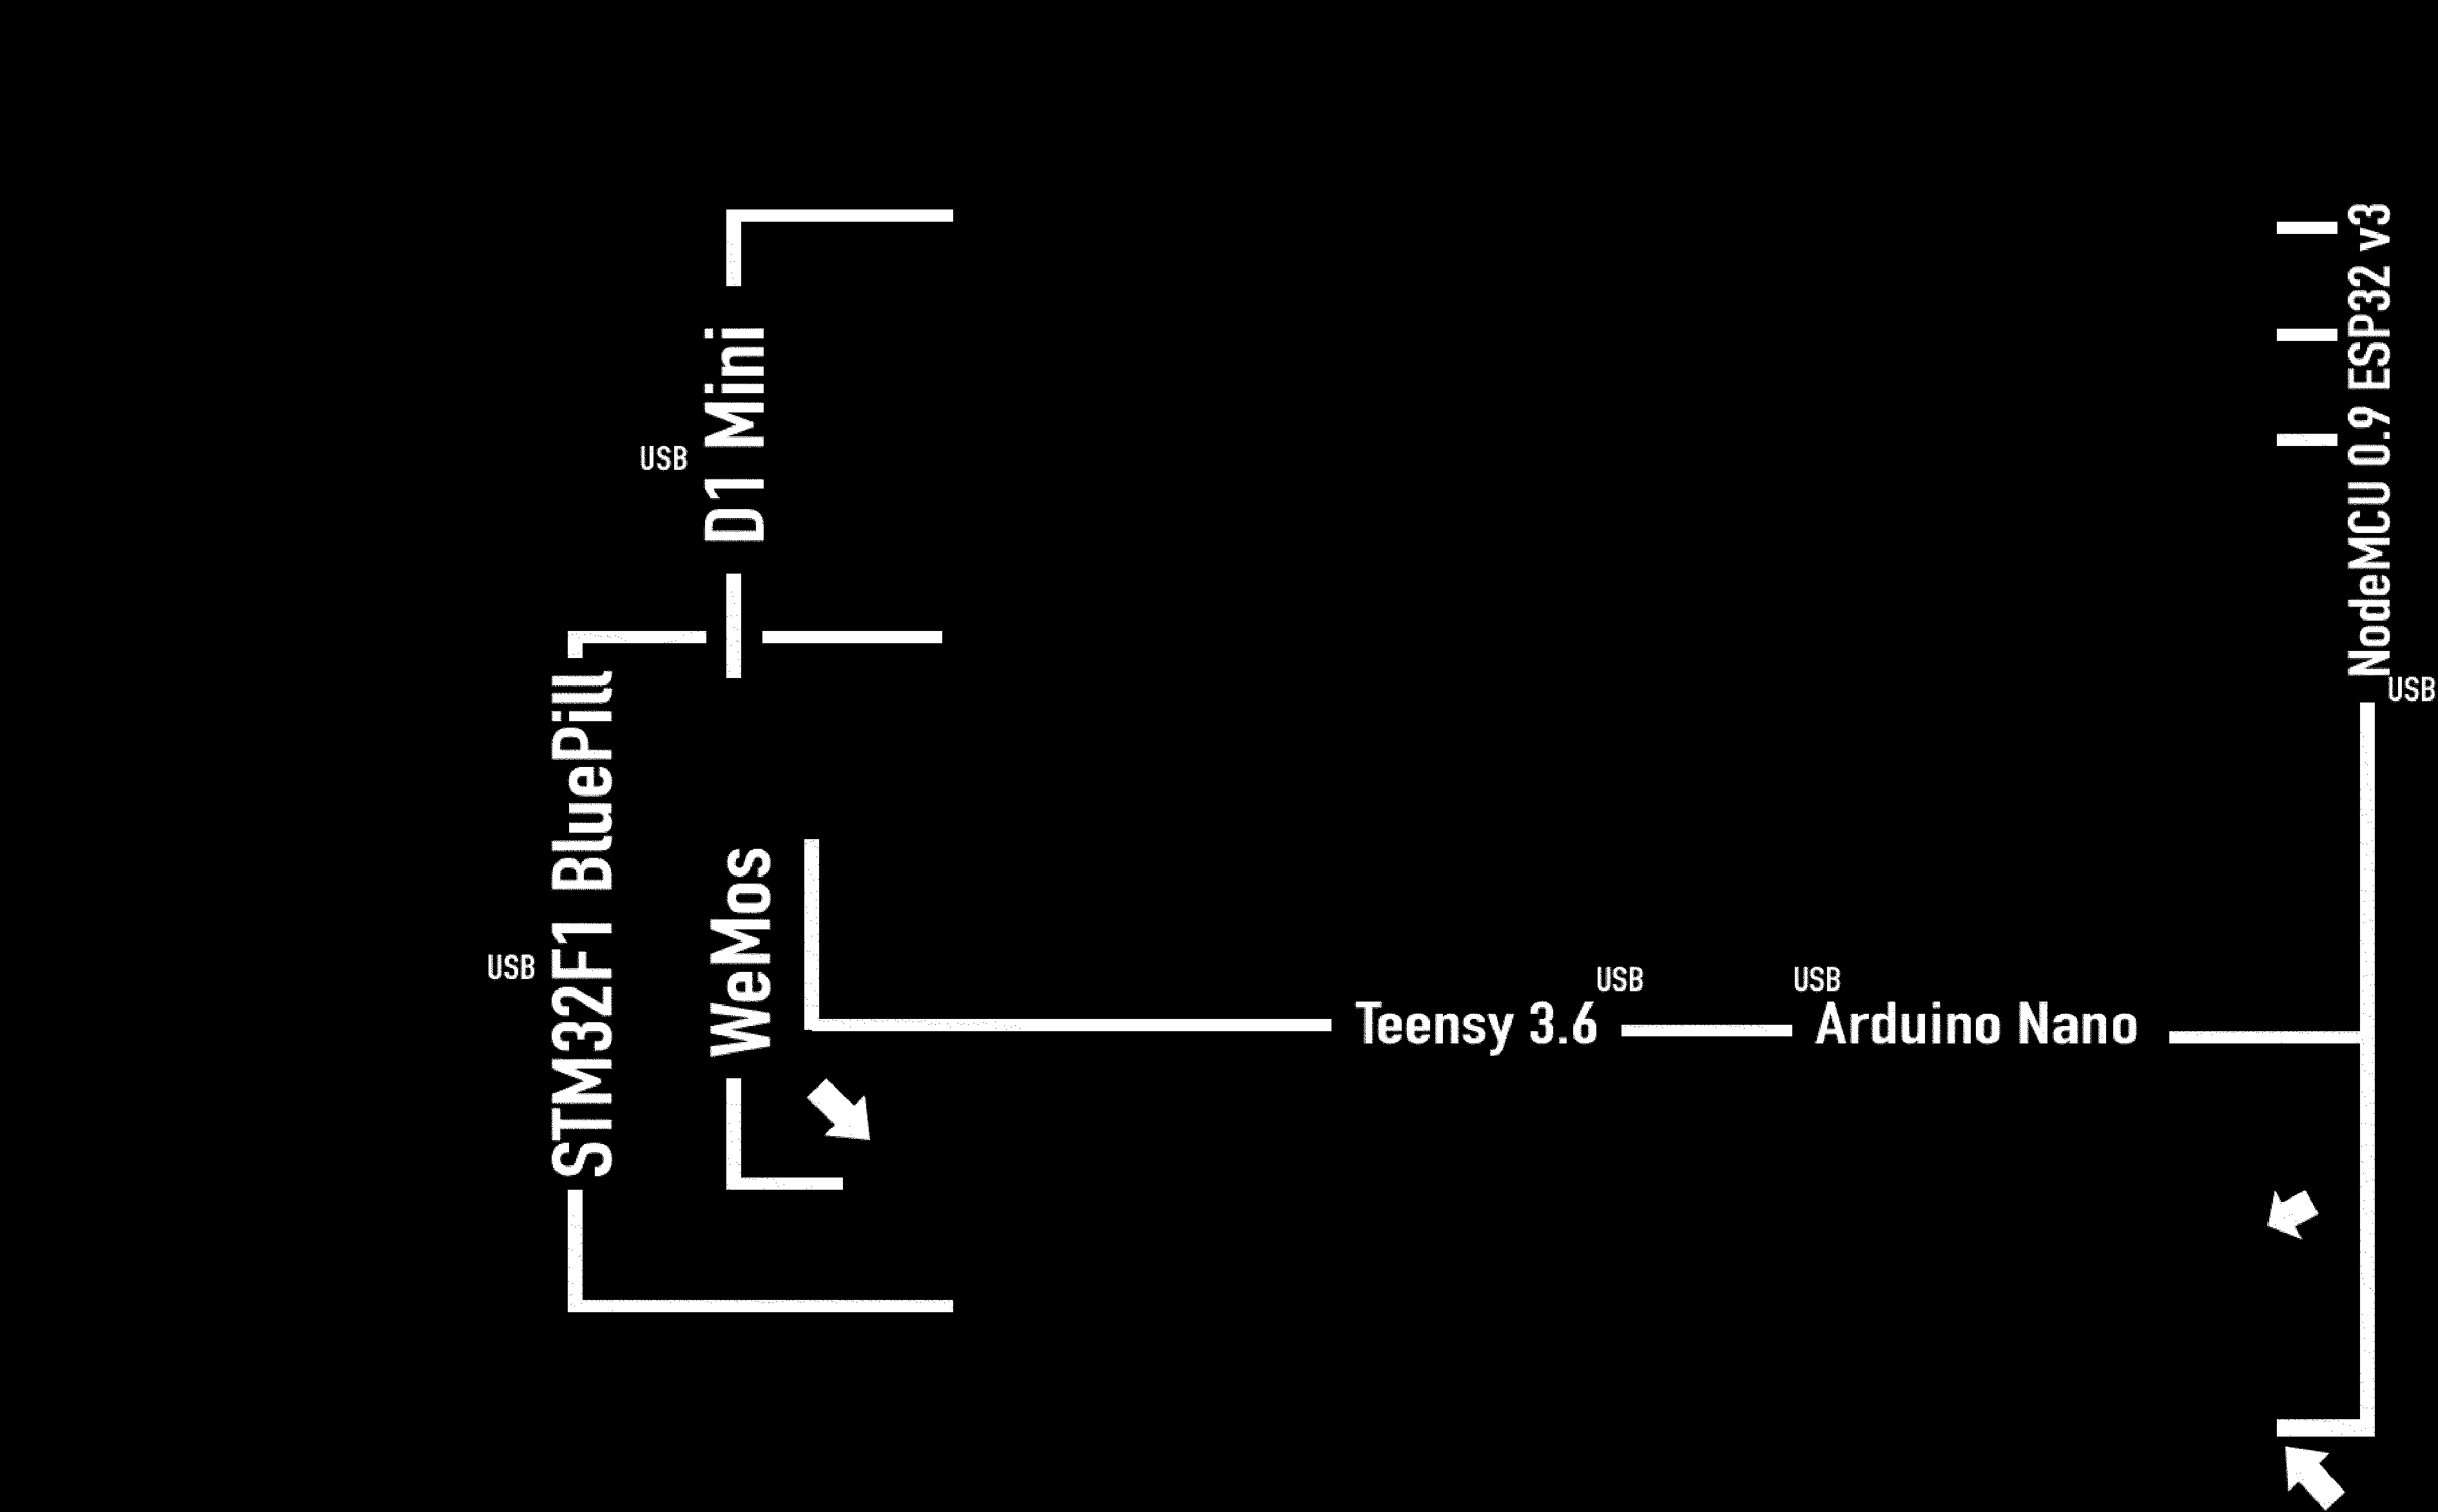 D1 Mini
USB
STM32F1 BluePill
USB
WeMos
USB
Teensy 3.6
USB
Arduino Nano
NodeMCU 0.9 ESP32 v3
USB